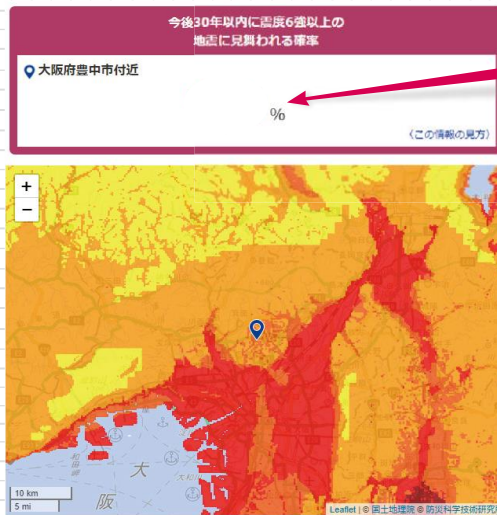 今後30年以内に震度6強以上の
地震に見舞われる確率
大阪府豊中市付近
%
〈この情報の見方〉
+
−
大
阪
10 km
5 mi
Leaflet | © 国土地理院 © 防災科学技術研究